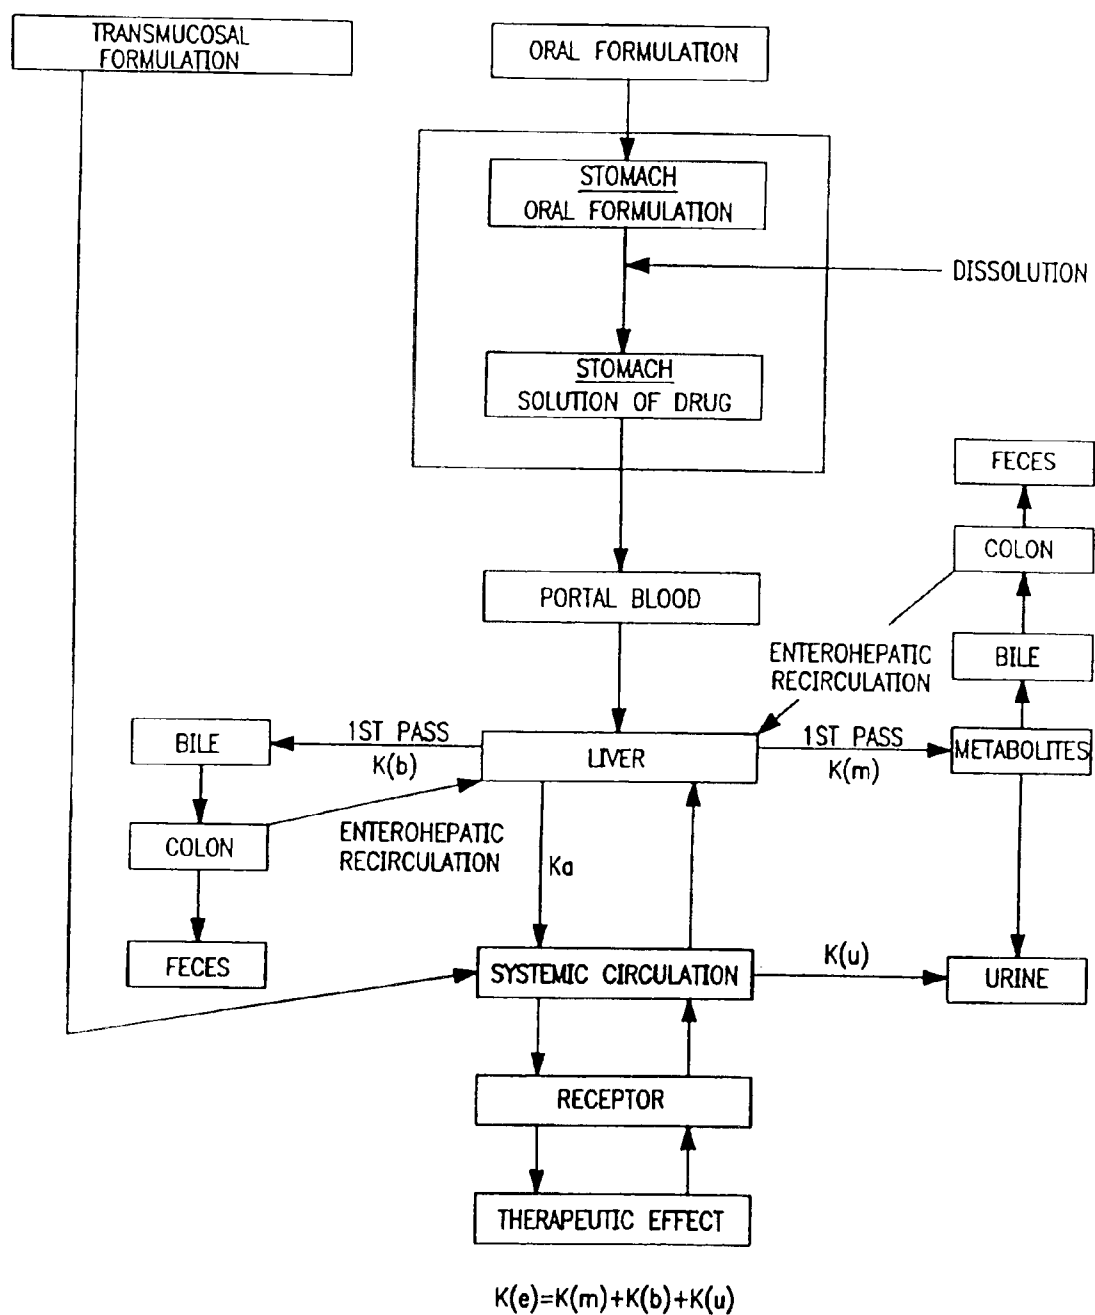 TRANSMUCOSAL
FORMULATION
ORAL FORMULATION
STOMACH
ORAL FORMULATION
DISSOLUTION
STOMACH
SOLUTION OF DRUG
FECES
COLON
PORTAL BLOOD
ENTEROHEPATIC
RECIRCULATION
BILE
BILE
1ST PASS
K(b)
LIVER
1ST PASS
K(m)
METABOLITES
COLON
ENTEROHEPATIC
RECIRCULATION
Ka
FECES
SYSTEMIC CIRCULATION
K(u)
URINE
RECEPTOR
THERAPEUTIC EFFECT
K(e)=K(m)+K(b)+K(u)